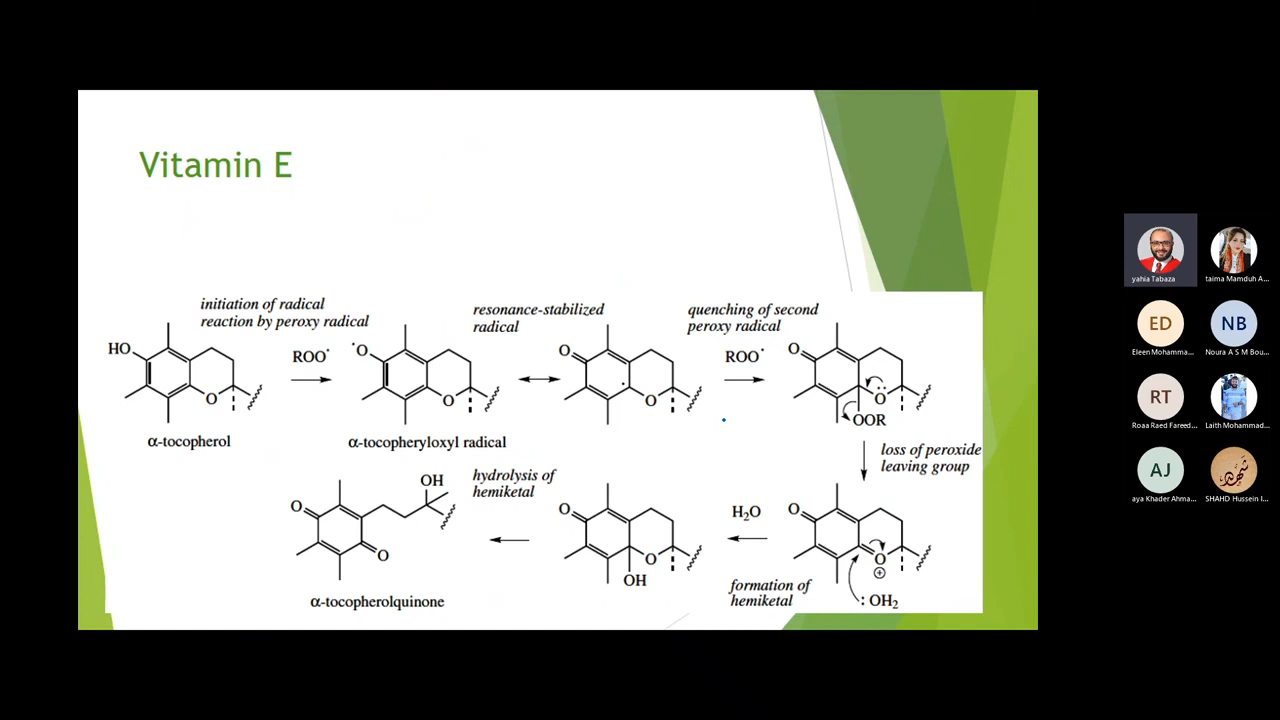 Vitamin E
initiation of radical
reaction by peroxy radical
resonance-stabilized
radical
quenching of second
peroxy radical
HO
O
ROO•
•O
O
O
O
ROO•
O
O
OOR
α-tocopherol
α-tocopheryloxyl radical
loss of peroxide
leaving group
hydrolysis of
hemiketal
OH
O
O
O
O
OH
H₂O
O
O
⊕
formation of
hemiketal
: OH₂
α-tocopherolquinone
yahia Tabaza
taima Mamduh A...
ED
NB
Eleen Mohamma...
Noura A S M Bou...
RT
Roaa Raed Fareed...
Laith Mohammad...
AJ
شهد
aya Khader Ahma...
SHAHD Hussein I...